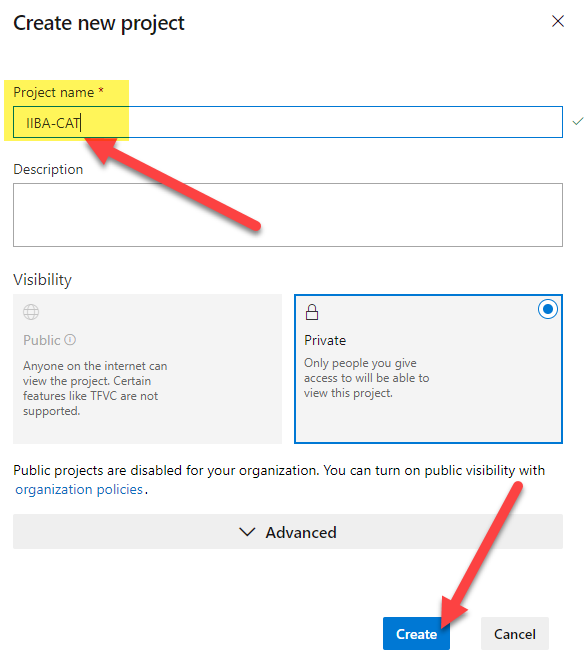 Create new project
Project name *
IIBA-CAT
Description
Visibility
Public
Anyone on the internet can
view the project. Certain
features like TFVC are not
supported.
Private
Only people you give
access to will be able to
view this project.
Public projects are disabled for your organization. You can turn on public visibility with
organization policies.
Advanced
Create
Cancel